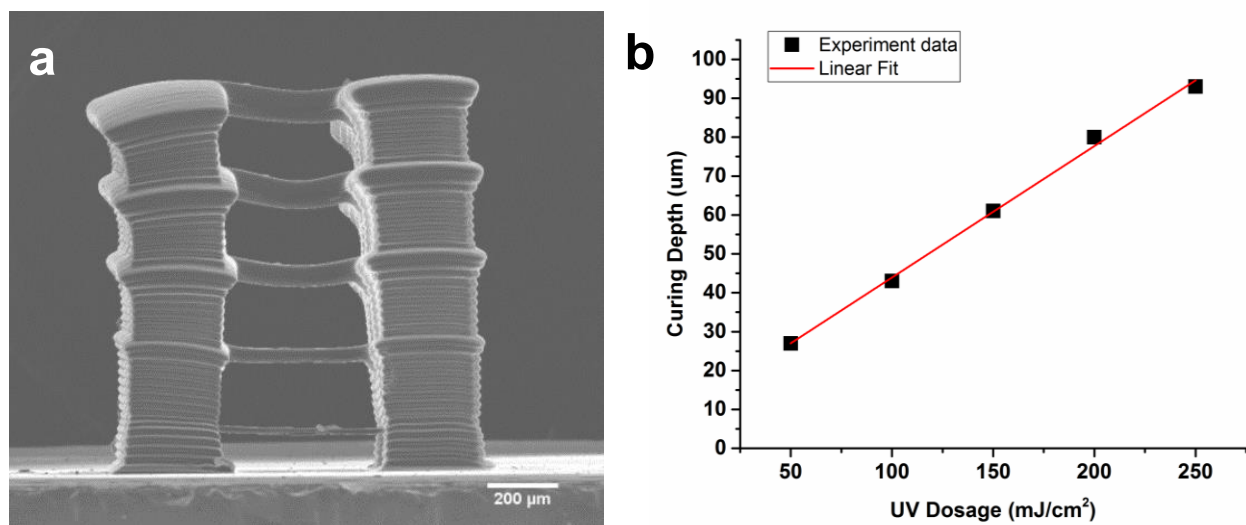 a
200 µm
b
Experiment data
Linear Fit
Curing Depth (um)
100
90
80
70
60
50
40
30
20
10
0
50 100 150 200 250
UV Dosage (mJ/cm²)